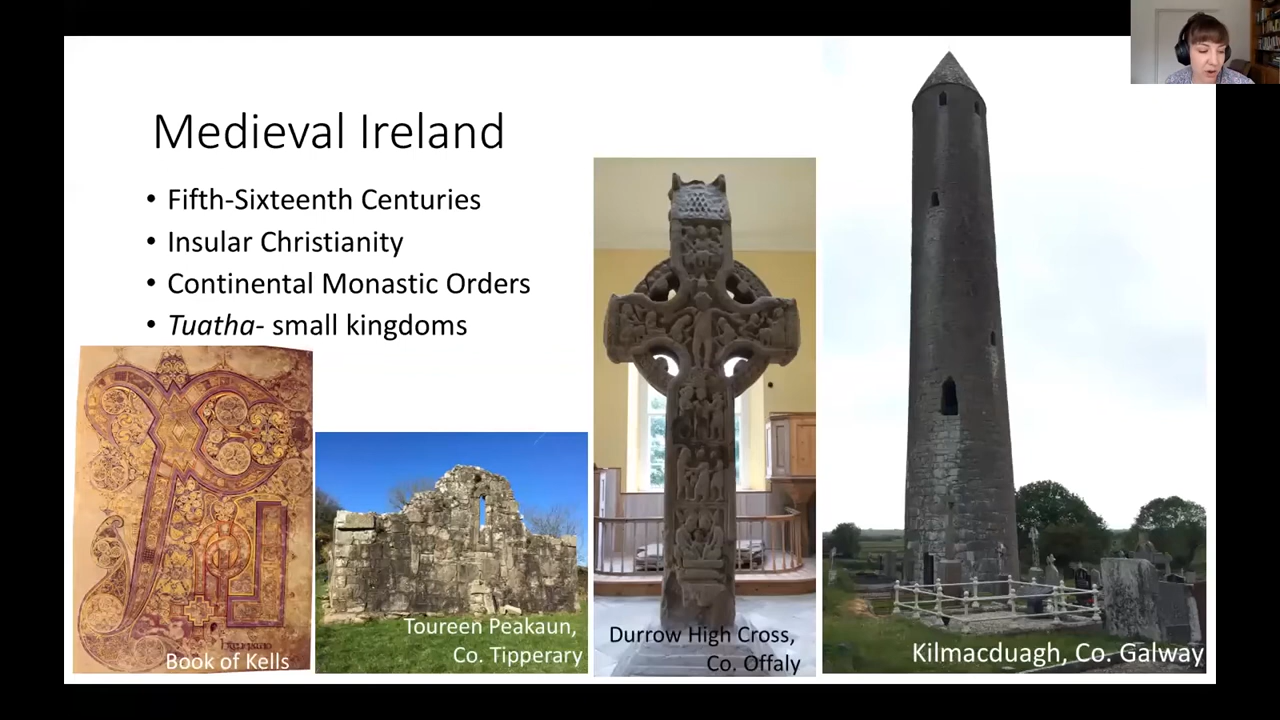 Medieval Ireland
• Fifth-Sixteenth Centuries
• Insular Christianity
• Continental Monastic Orders
• Tuatha- small kingdoms
Book of Kells
Toureen Peakaun,
Co. Tipperary
Durrow High Cross,
Co. Offaly
Kilmacduagh, Co. Galway